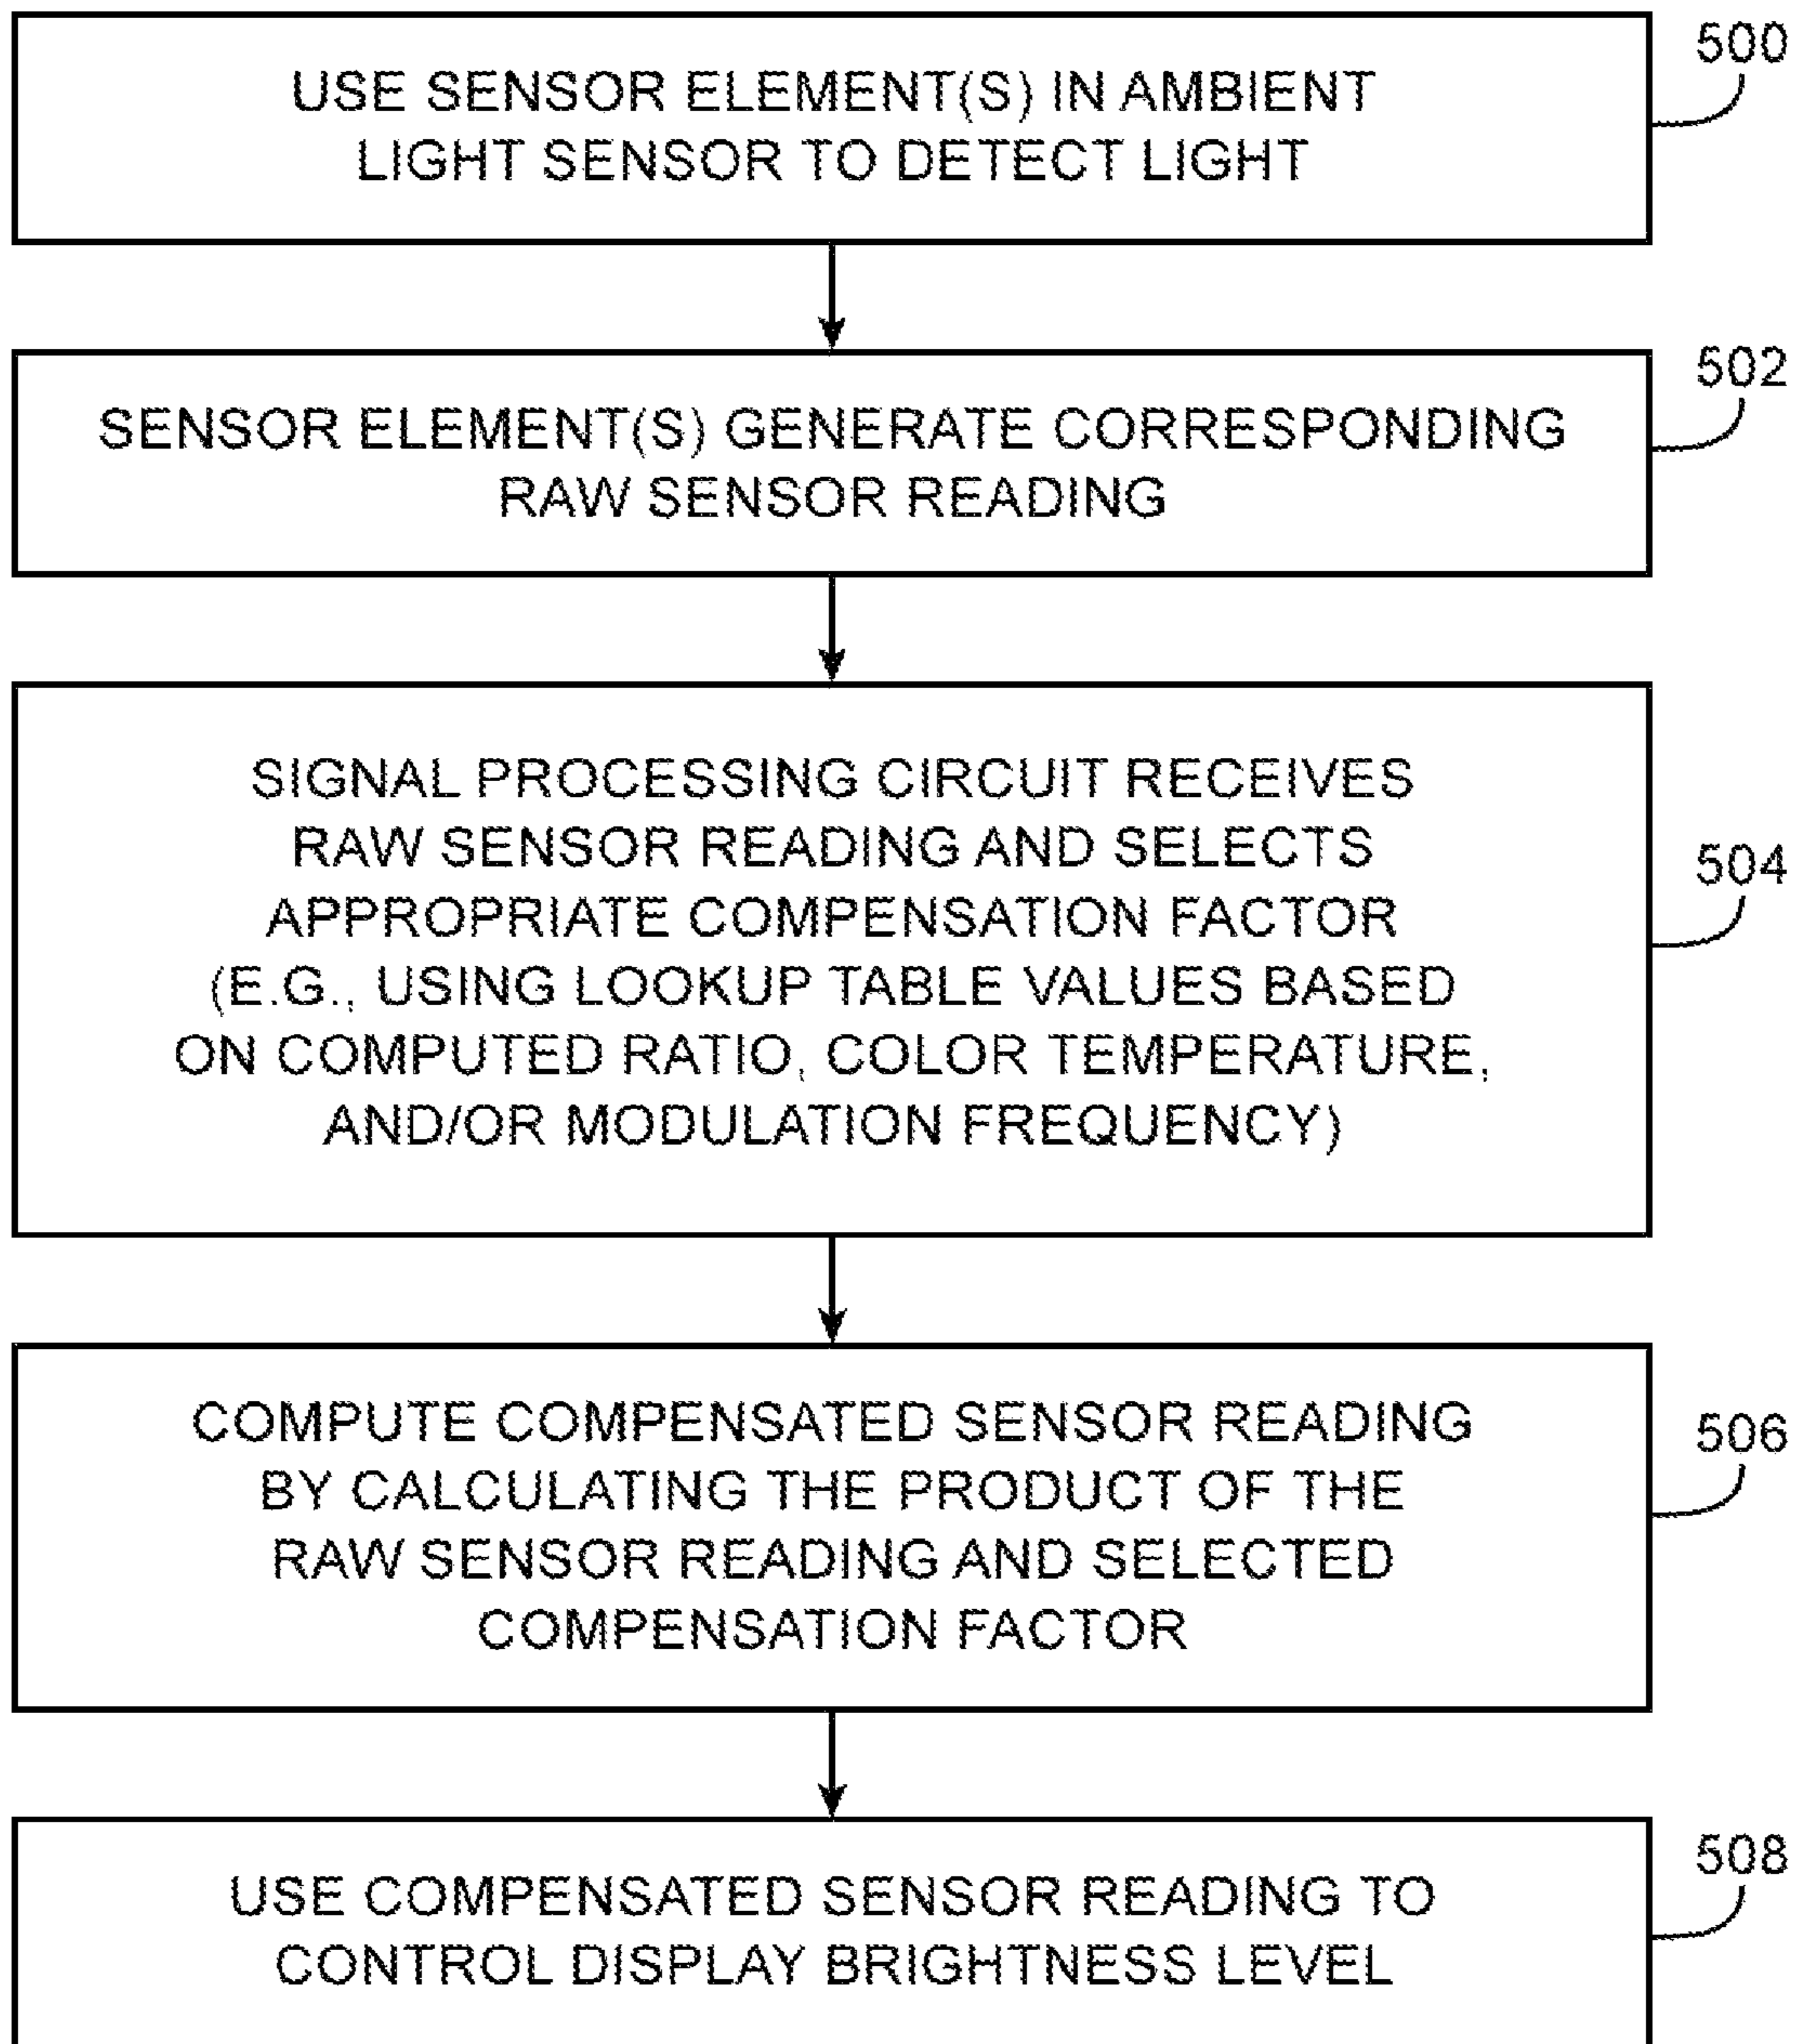 500
USE SENSOR ELEMENT(S) IN AMBIENT
LIGHT SENSOR TO DETECT LIGHT
502
SENSOR ELEMENT(S) GENERATE CORRESPONDING
RAW SENSOR READING
504
SIGNAL PROCESSING CIRCUIT RECEIVES
RAW SENSOR READING AND SELECTS
APPROPRIATE COMPENSATION FACTOR
(E.G., USING LOOKUP TABLE VALUES BASED
ON COMPUTED RATIO, COLOR TEMPERATURE,
AND/OR MODULATION FREQUENCY)
506
COMPUTE COMPENSATED SENSOR READING
BY CALCULATING THE PRODUCT OF THE
RAW SENSOR READING AND SELECTED
COMPENSATION FACTOR
508
USE COMPENSATED SENSOR READING TO
CONTROL DISPLAY BRIGHTNESS LEVEL